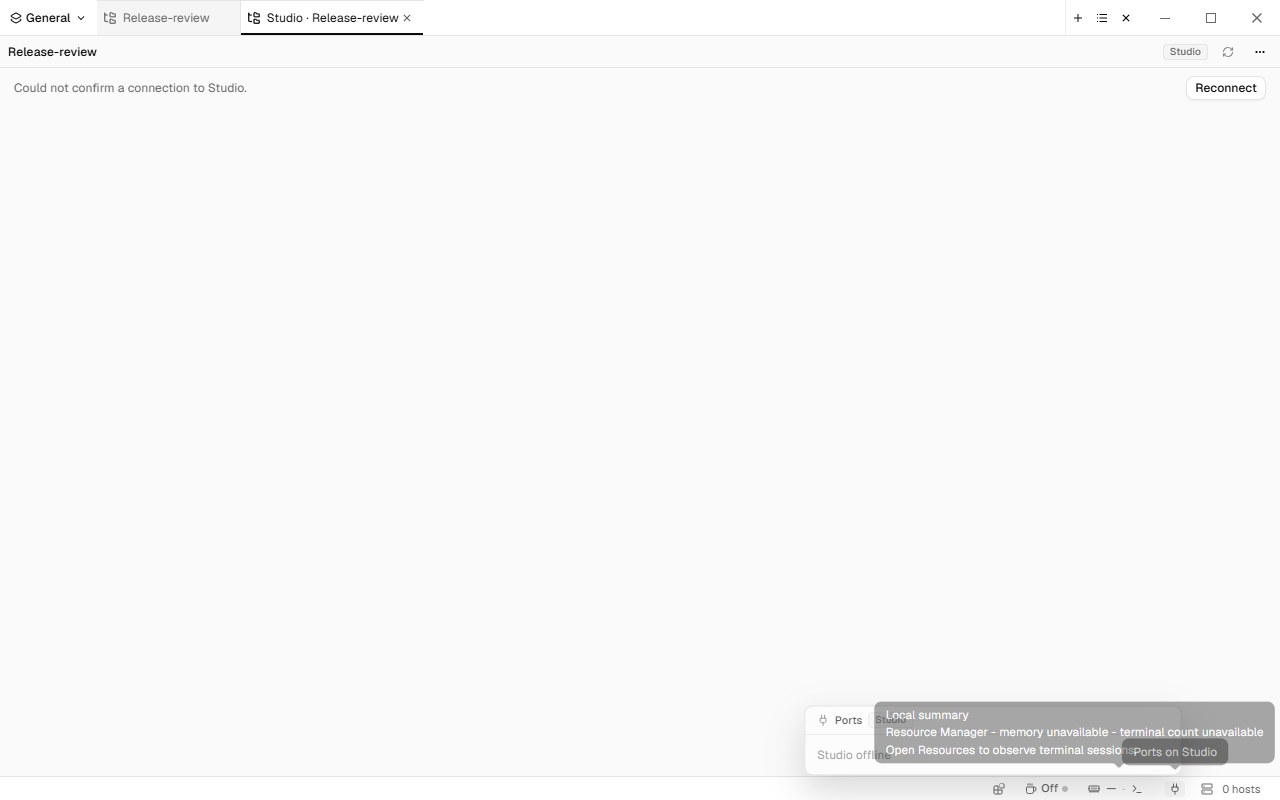 General
Release-review
Studio · Release-review
Release-review
Studio
Could not confirm a connection to Studio.
Reconnect
Ports
Studio
Local summary
Resource Manager - memory unavailable - terminal count unavailable
Open Resources to observe terminal sessions
Studio offline
Ports on Studio
Off
0 hosts